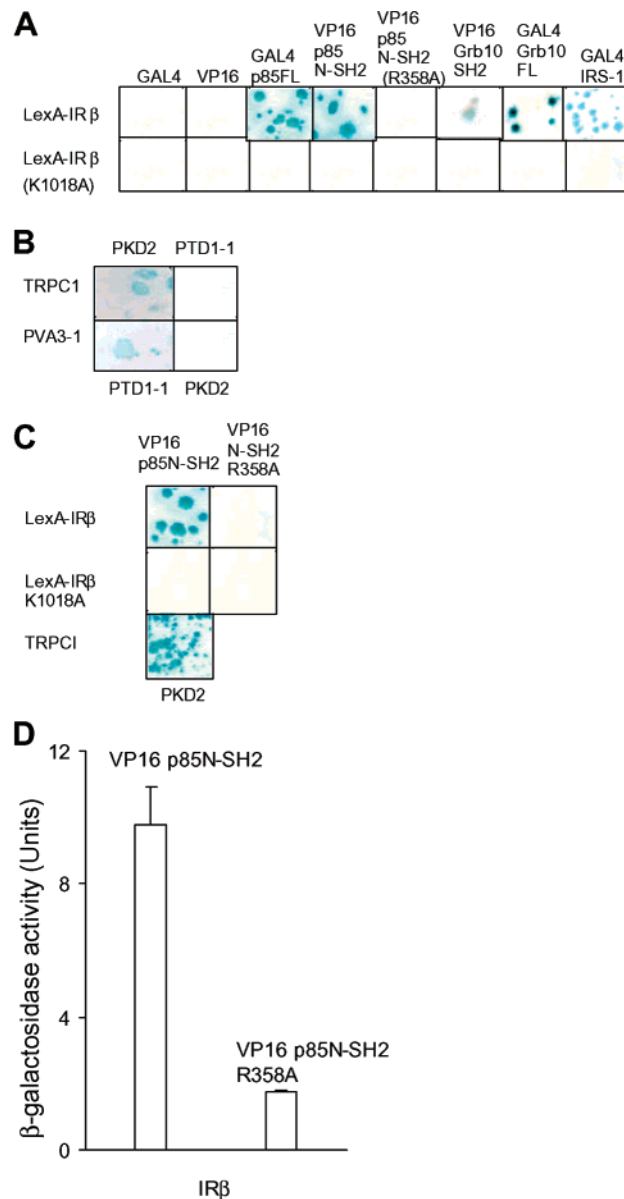 A
GAL4
VP16
GAL4
p85FL
VP16
p85
N-SH2
VP16
p85
N-SH2
(R358A)
VP16
Grb10
SH2
GAL4
Grb10
FL
GAL4
IRS-1
LexA-IR β
LexA-IR β
(K1018A)
B
PKD2 PTD1-1
TRPC1
PVA3-1
PTD1-1 PKD2
C
VP16
p85N-SH2
VP16
N-SH2
R358A
LexA-IRβ
LexA-IRβ
K1018A
TRPCI
PKD2
D
β-galactosidase activity (Units)
12
8
4
0
VP16 p85N-SH2
VP16 p85N-SH2
R358A
IRβ